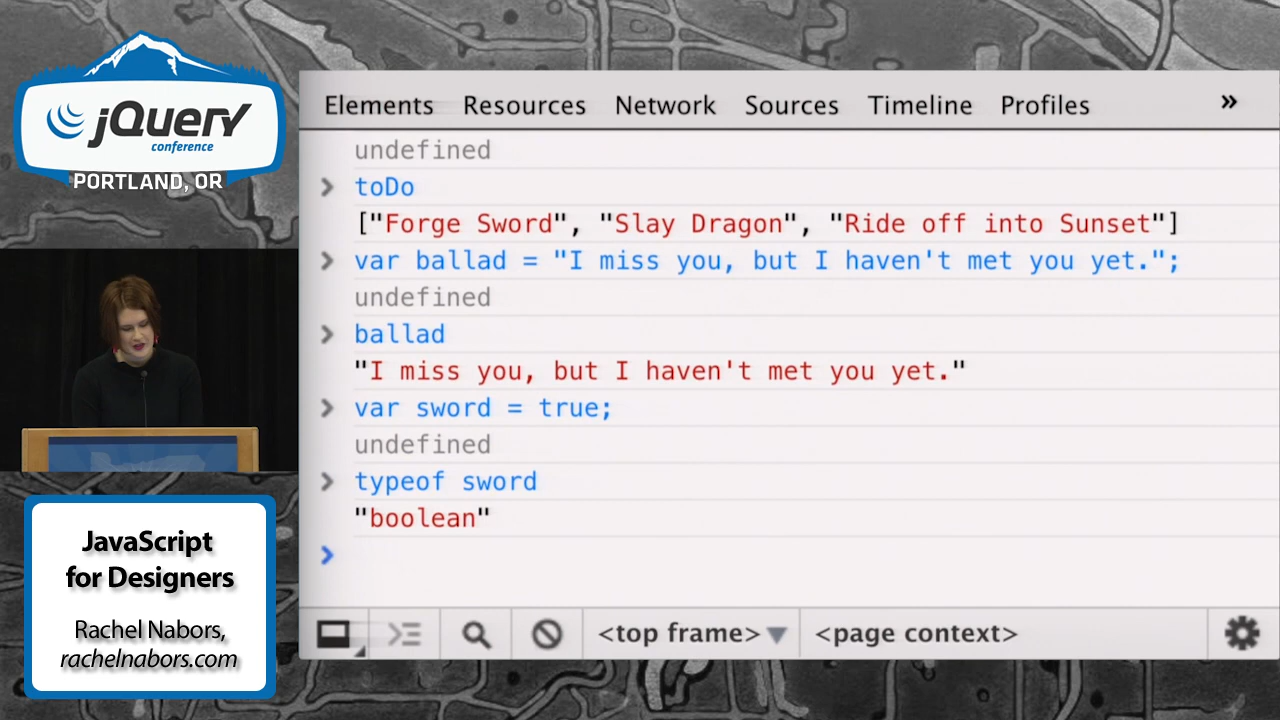 jQuery
conference
PORTLAND, OR
JavaScript
for Designers
Rachel Nabors,
rachelnabors.com
Elements Resources Network Sources Timeline Profiles »
undefined
> toDo
["Forge Sword", "Slay Dragon", "Ride off into Sunset"]
> var ballad = "I miss you, but I haven't met you yet.";
undefined
> ballad
"I miss you, but I haven't met you yet."
> var sword = true;
undefined
> typeof sword
"boolean"
>
<top frame> <page context>